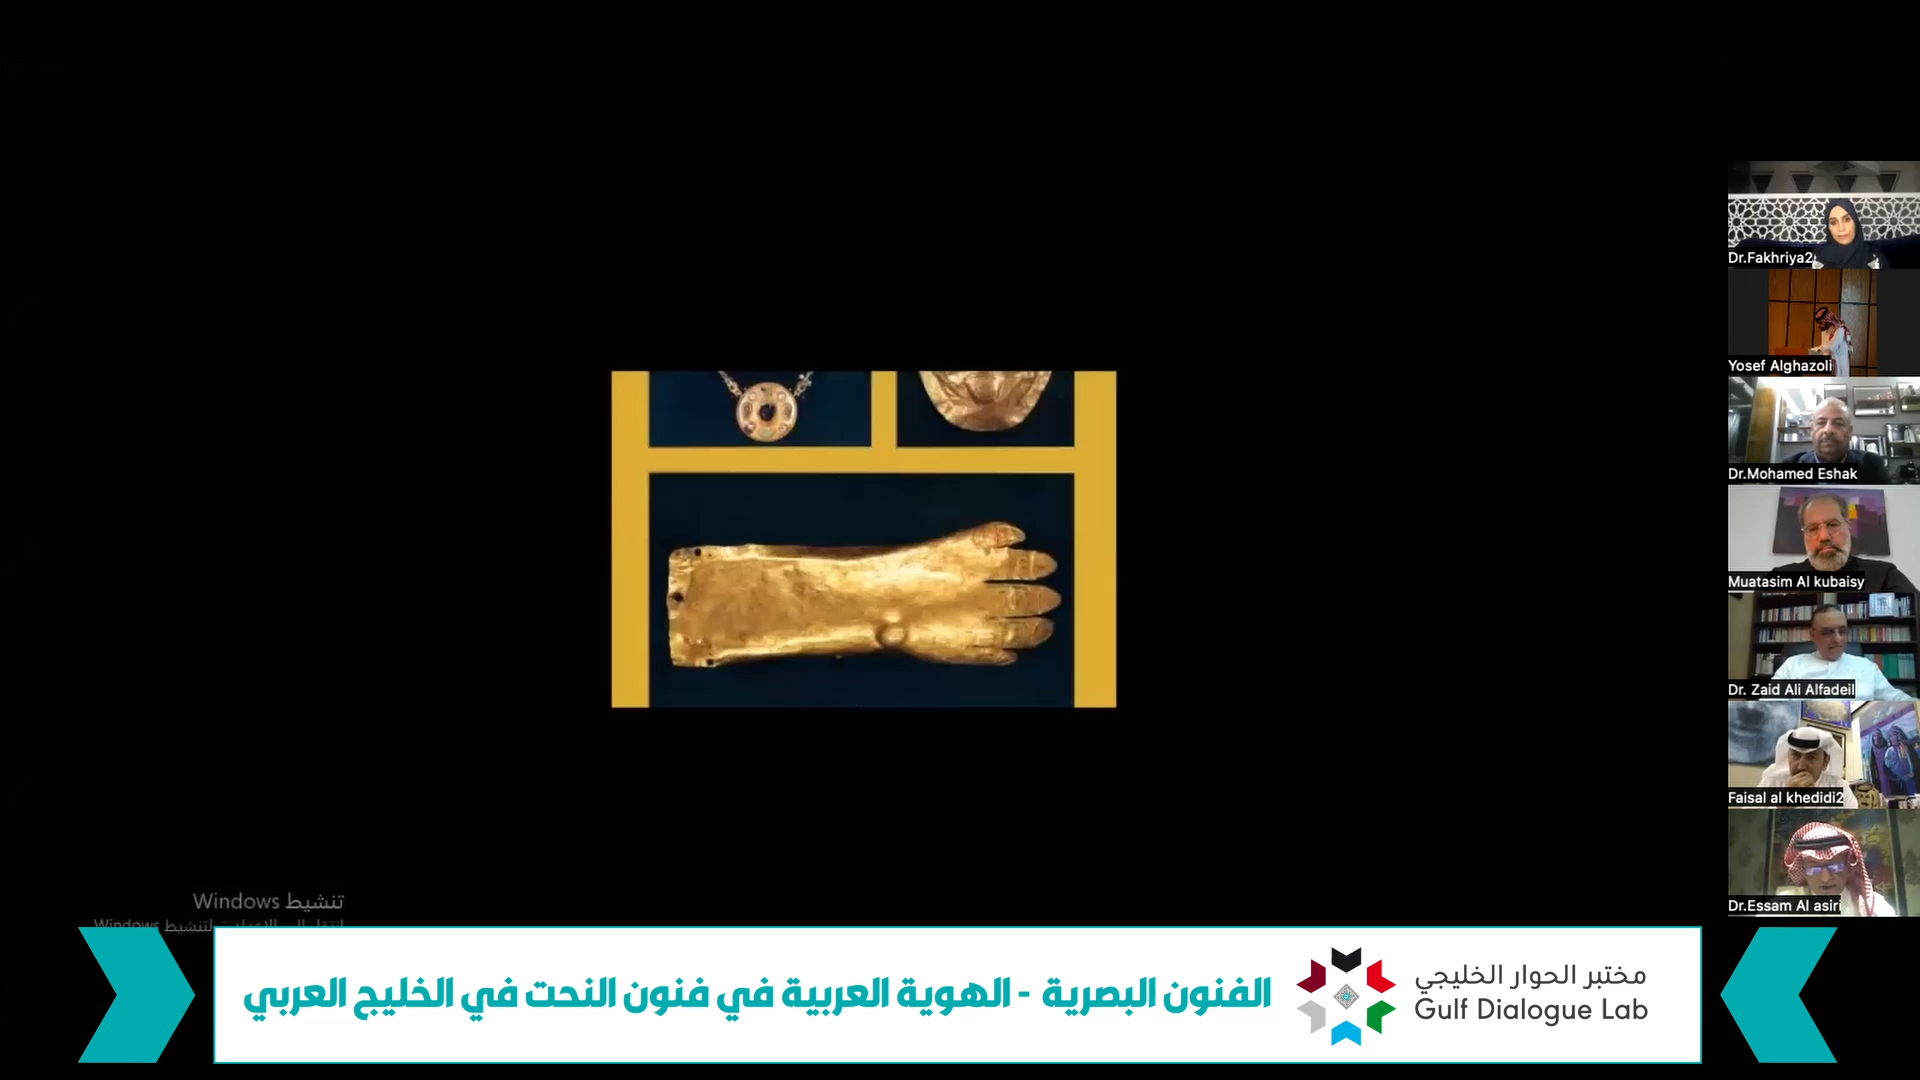 Dr.Fakhriya2
Yosef Alghazoli
Dr.Mohamed Eshak
Muatasim Al kubaisy
Dr. Zaid Ali Alfadeil
Faisal al khedidi2
Dr.Essam Al asiri
تنشيط Windows
لتنشيط Windows
الفنون البصرية - الهوية العربية في فنون النحت في الخليج العربي
مختبر الحوار الخليجي
Gulf Dialogue Lab